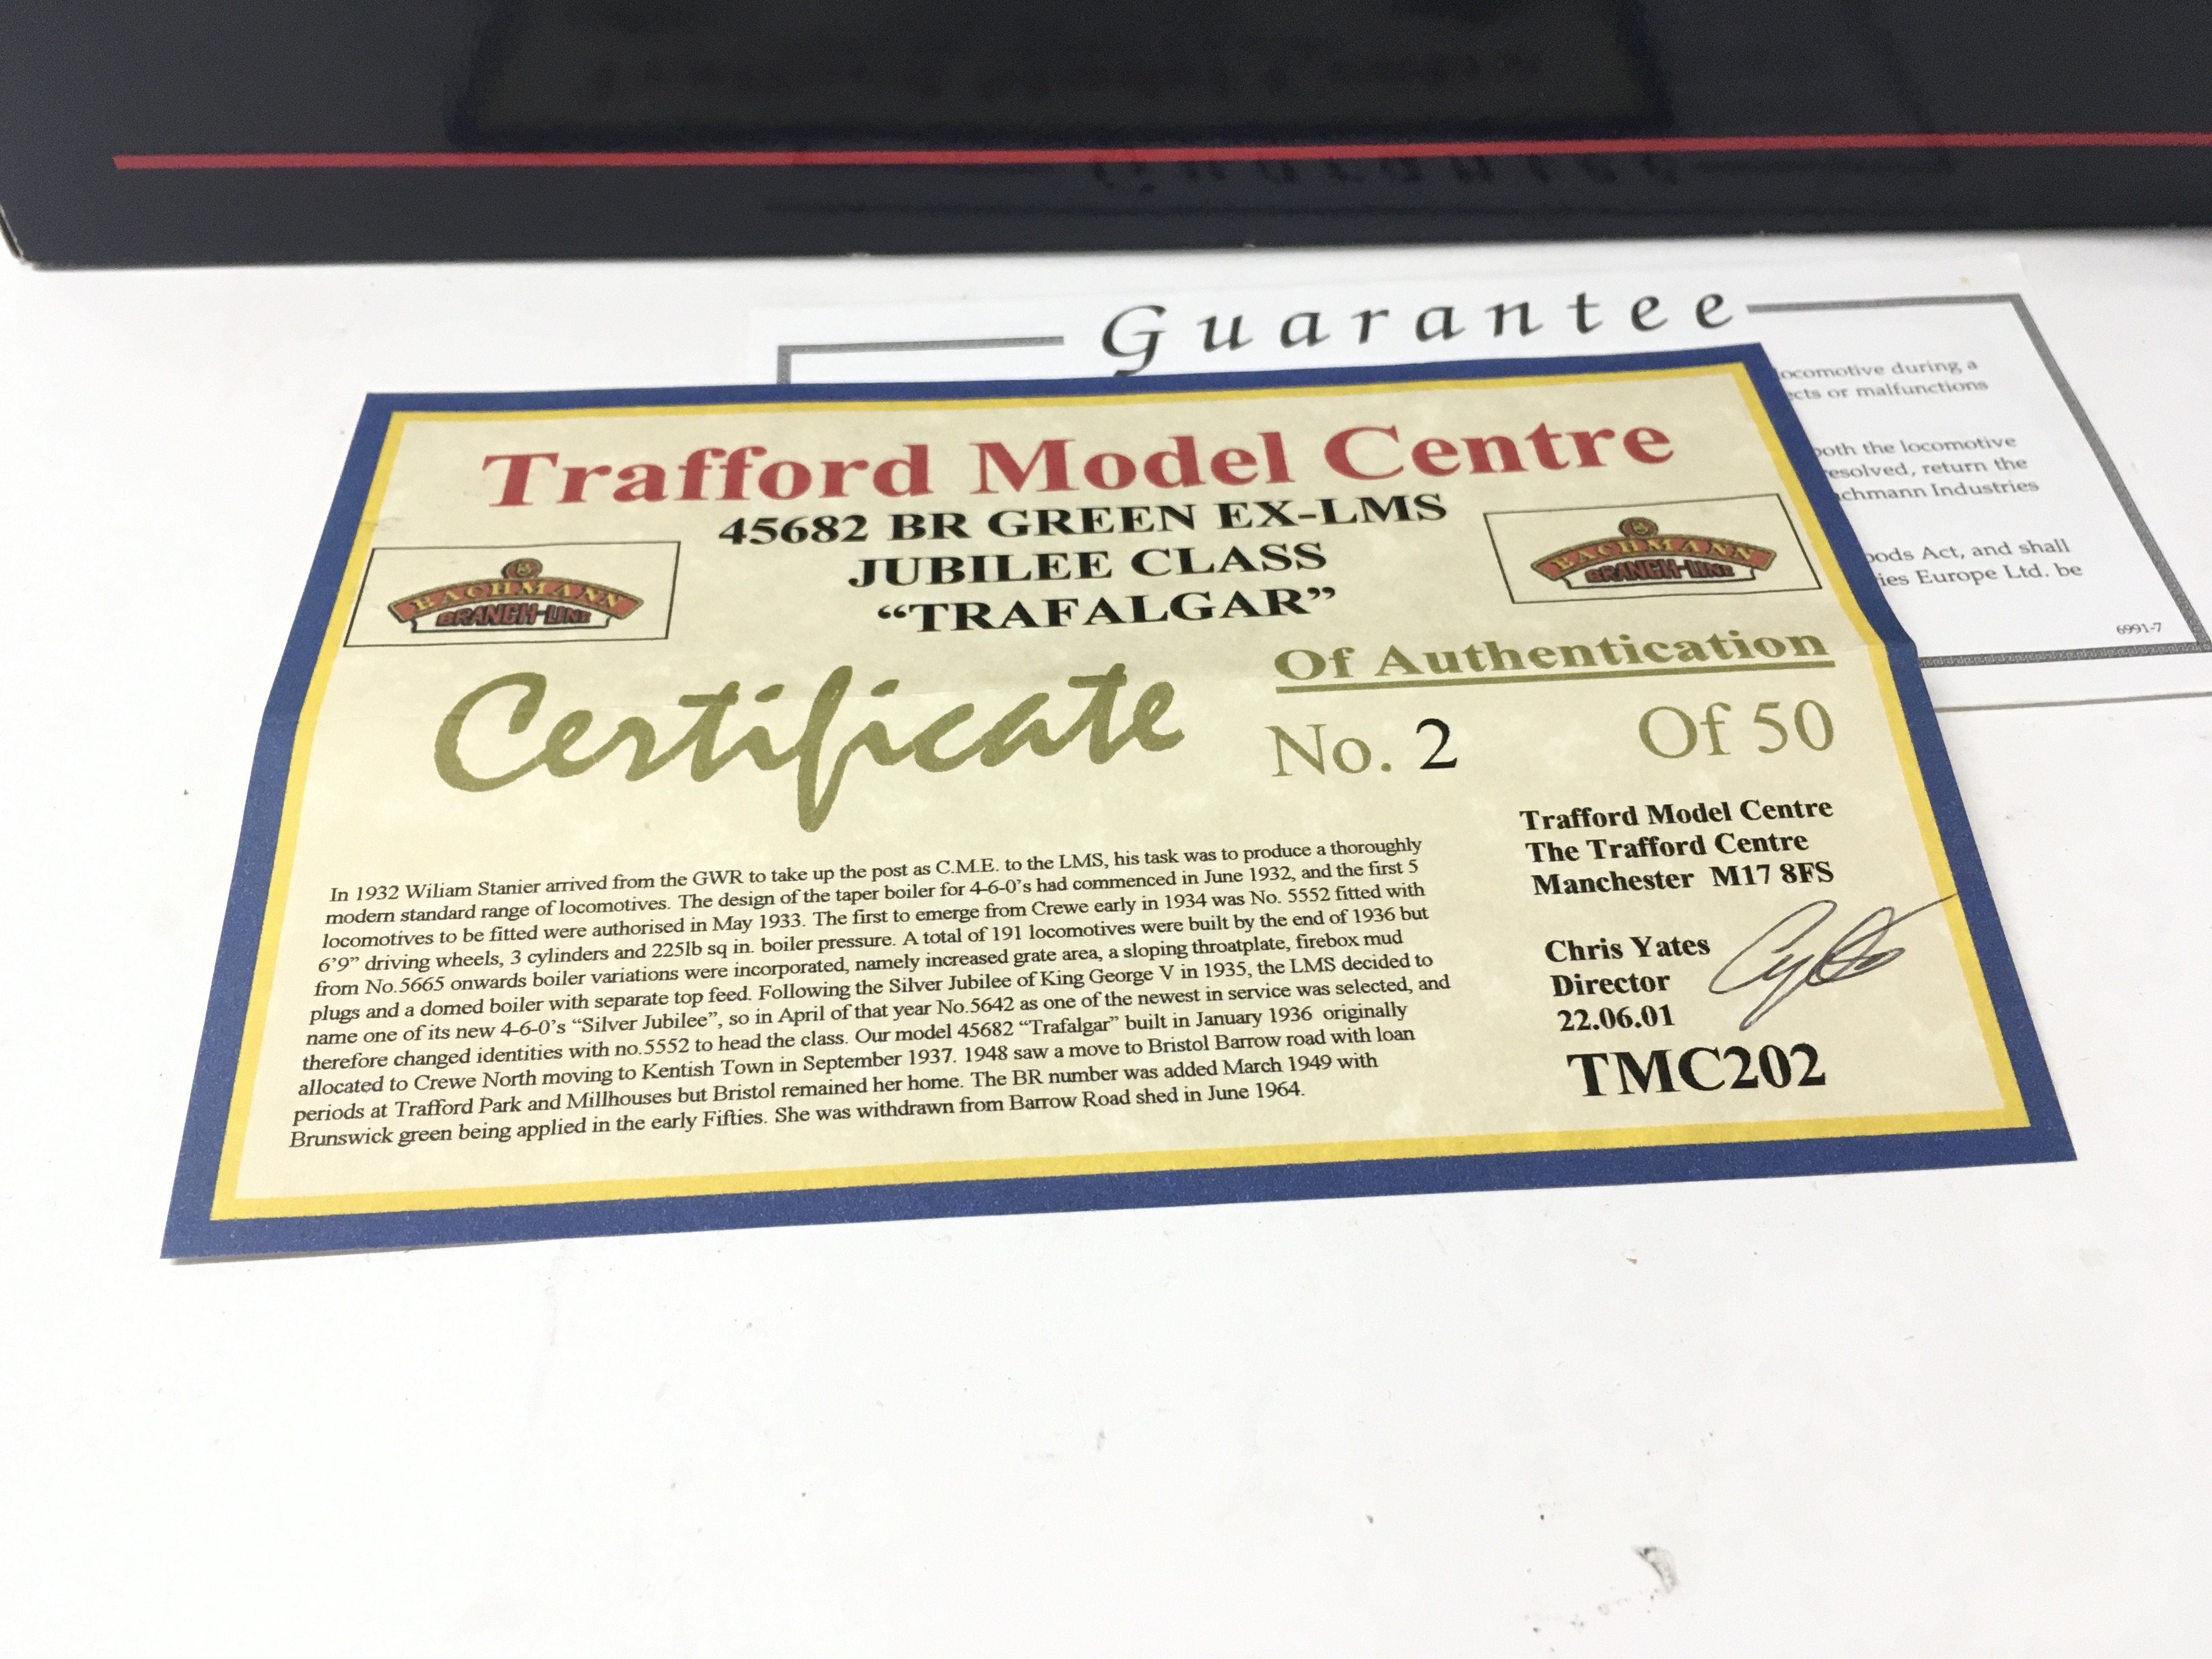 Guarantee
ocomotive during a
ects or malfunctions
both the locomotive
resolved, return the
chmann Industries
oods Act, and shall
ies Europe Ltd. be
6991-7
Trafford Model Centre
45682 BR GREEN EX-LMS
JUBILEE CLASS
“TRAFALGAR”
BACHMANN
BRANCH-LINE
BACHMANN
BRANCH-LINE
Certificate
Of Authentication
No. 2 Of 50
In 1932 Wiliam Stanier arrived from the GWR to take up the post as C.M.E. to the LMS, his task was to produce a thoroughly
modern standard range of locomotives. The design of the taper boiler for 4-6-0’s had commenced in June 1932, and the first 5
locomotives to be fitted were authorised in May 1933. The first to emerge from Crewe early in 1934 was No. 5552 fitted with
6’9” driving wheels, 3 cylinders and 225lb sq in. boiler pressure. A total of 191 locomotives were built by the end of 1936 but
from No.5665 onwards boiler variations were incorporated, namely increased grate area, a sloping throatplate, firebox mud
plugs and a domed boiler with separate top feed. Following the Silver Jubilee of King George V in 1935, the LMS decided to
name one of its new 4-6-0’s “Silver Jubilee”, so in April of that year No.5642 as one of the newest in service was selected, and
therefore changed identities with no.5552 to head the class. Our model 45682 “Trafalgar” built in January 1936 originally
allocated to Crewe North moving to Kentish Town in September 1937. 1948 saw a move to Bristol Barrow road with loan
periods at Trafford Park and Millhouses but Bristol remained her home. The BR number was added March 1949 with
Brunswick green being applied in the early Fifties. She was withdrawn from Barrow Road shed in June 1964.
Trafford Model Centre
The Trafford Centre
Manchester M17 8FS
Chris Yates
Director
22.06.01
TMC202